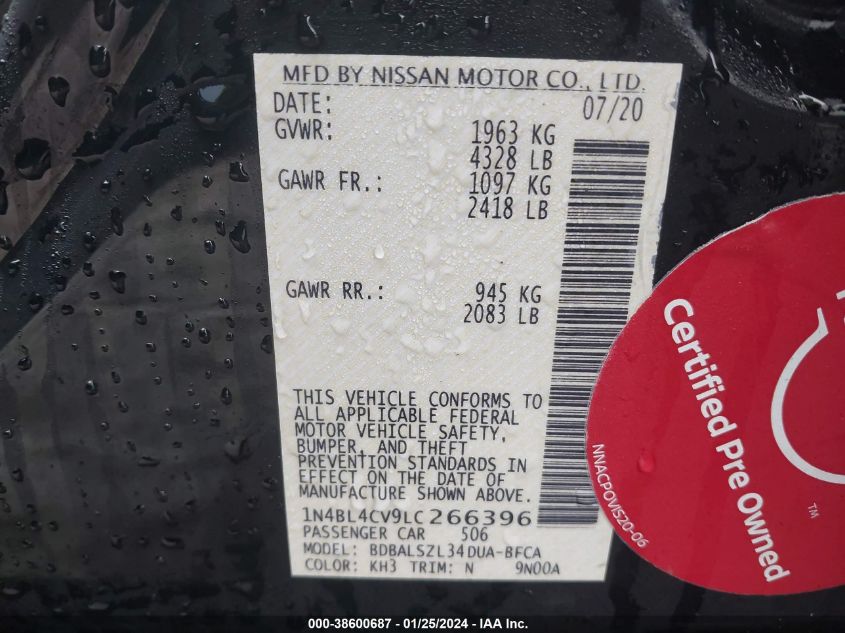 MFD BY NISSAN MOTOR CO., LTD.
DATE: 07/20
GVWR: 1963 KG
4328 LB
GAWR FR.: 1097 KG
2418 LB
GAWR RR.: 945 KG
2083 LB
THIS VEHICLE CONFORMS TO
ALL APPLICABLE FEDERAL
MOTOR VEHICLE SAFETY,
BUMPER, AND THEFT
PREVENTION STANDARDS IN
EFFECT ON THE DATE OF
MANUFACTURE SHOWN ABOVE.
1N4BL4CV9LC266396
PASSENGER CAR 506
MODEL: BDBALSZL34DUA-BFCA
COLOR: KH3 TRIM: N 9N00A
Certified Pre Owned
NNACPOVIS20-06
000-38600687 - 01/25/2024 - IAA Inc.